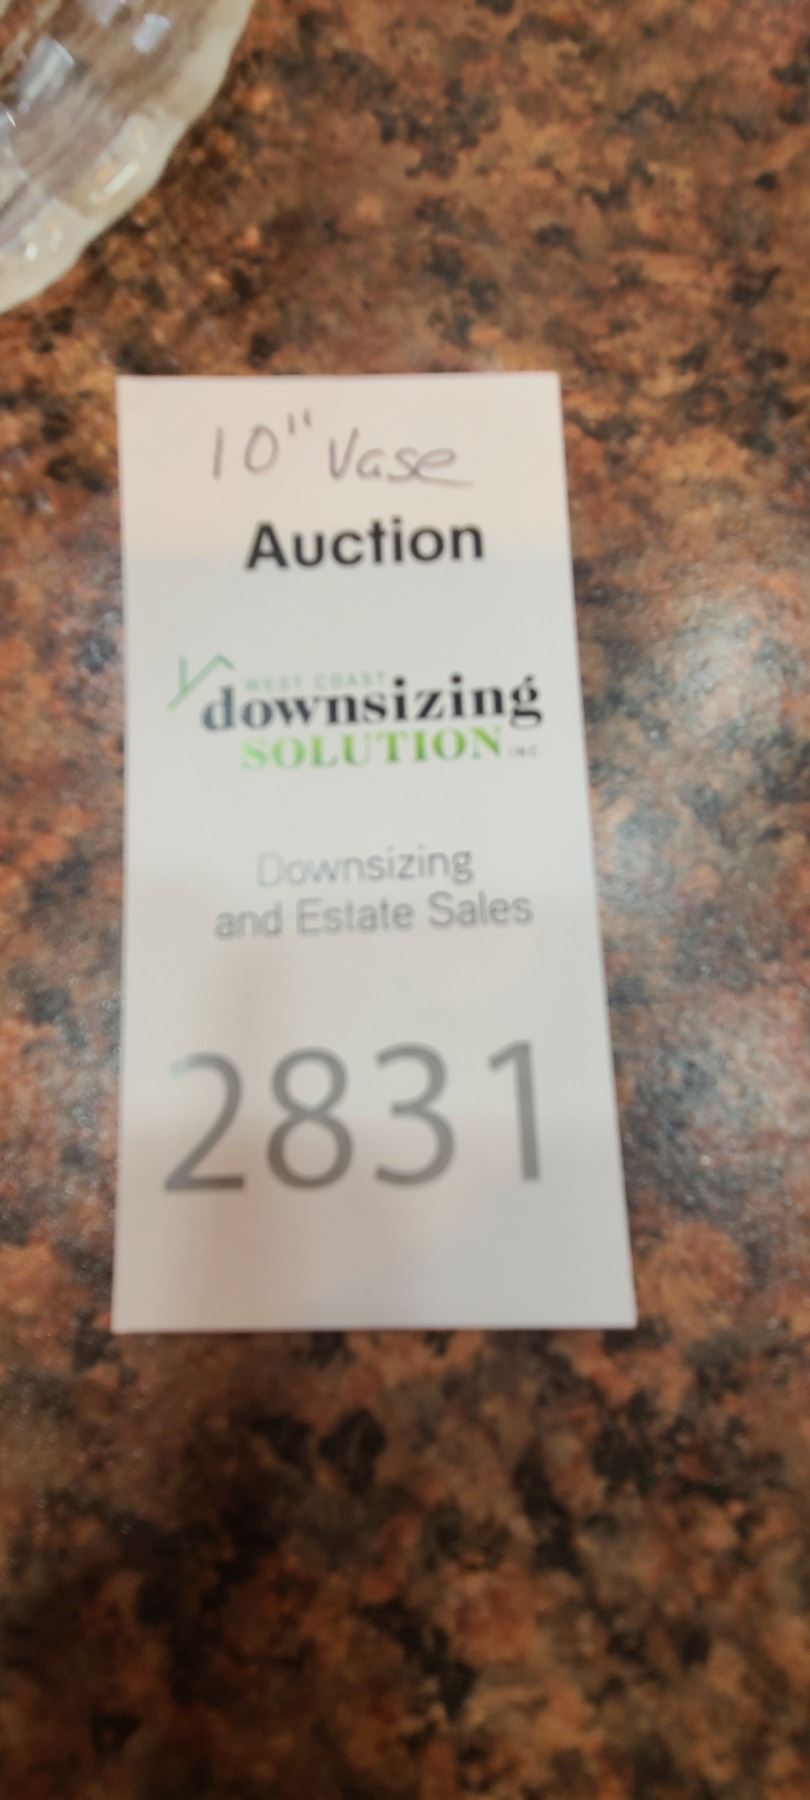 10" Vase
Auction
WEST COAST
downsizing
SOLUTION INC.
Downsizing
and Estate Sales
2831